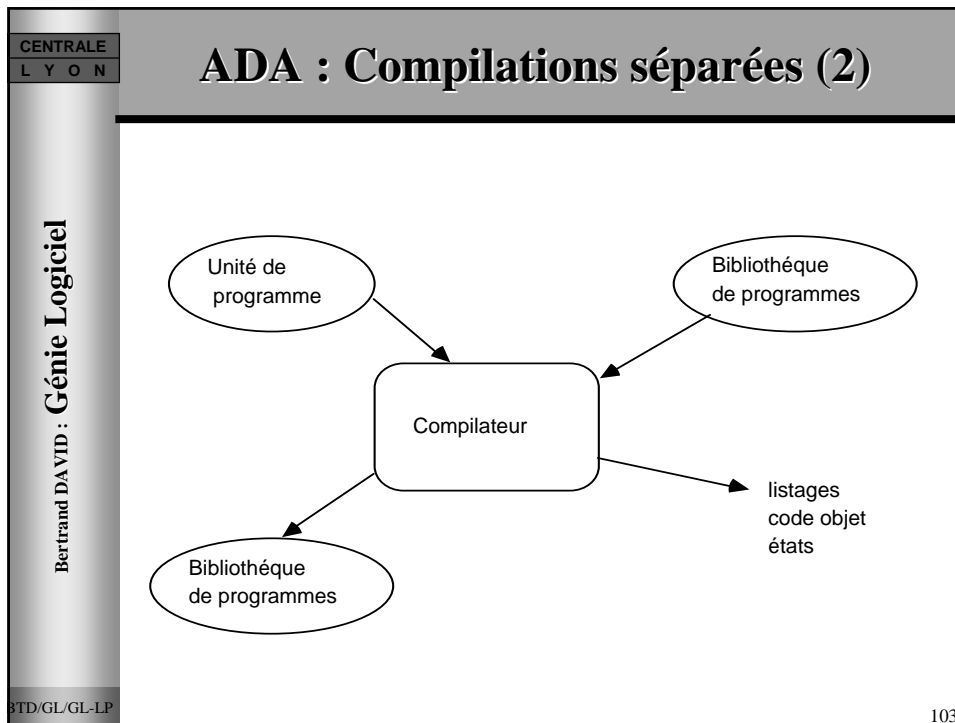 CENTRALE
L Y O N
ADA : Compilations séparées (2)
Bertrand DAVID : Génie Logiciel
Unité de
programme
Bibliothéque
de programmes
Compilateur
listages
code objet
états
Bibliothéque
de programmes
BTD/GL/GL-LP
103